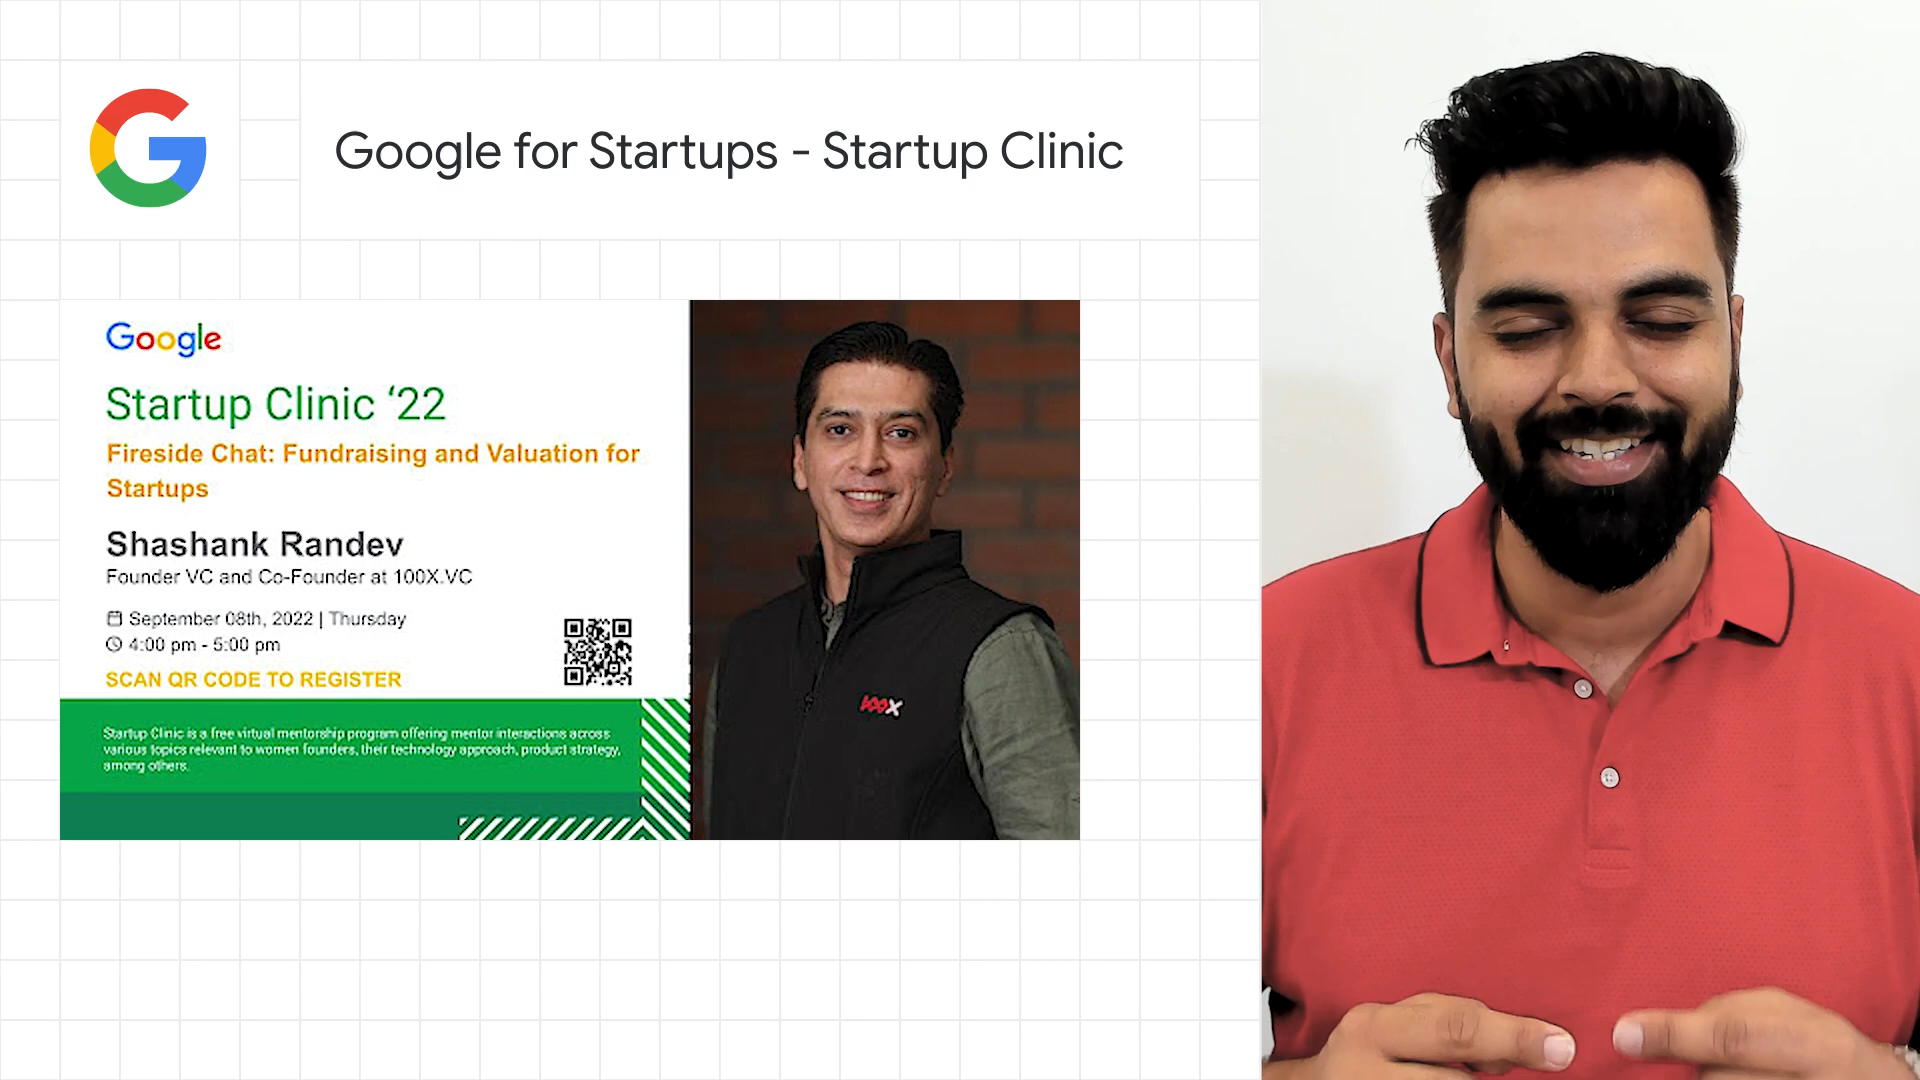 Google for Startups - Startup Clinic
Google
Startup Clinic ‘22
Fireside Chat: Fundraising and Valuation for
Startups
Shashank Randev
Founder VC and Co-Founder at 100X.VC
September 08th, 2022 | Thursday
4:00 pm - 5:00 pm
SCAN QR CODE TO REGISTER
Startup Clinic is a free virtual mentorship program offering mentor interactions across
various topics relevant to women founders, their technology approach, product strategy,
among others.
100X